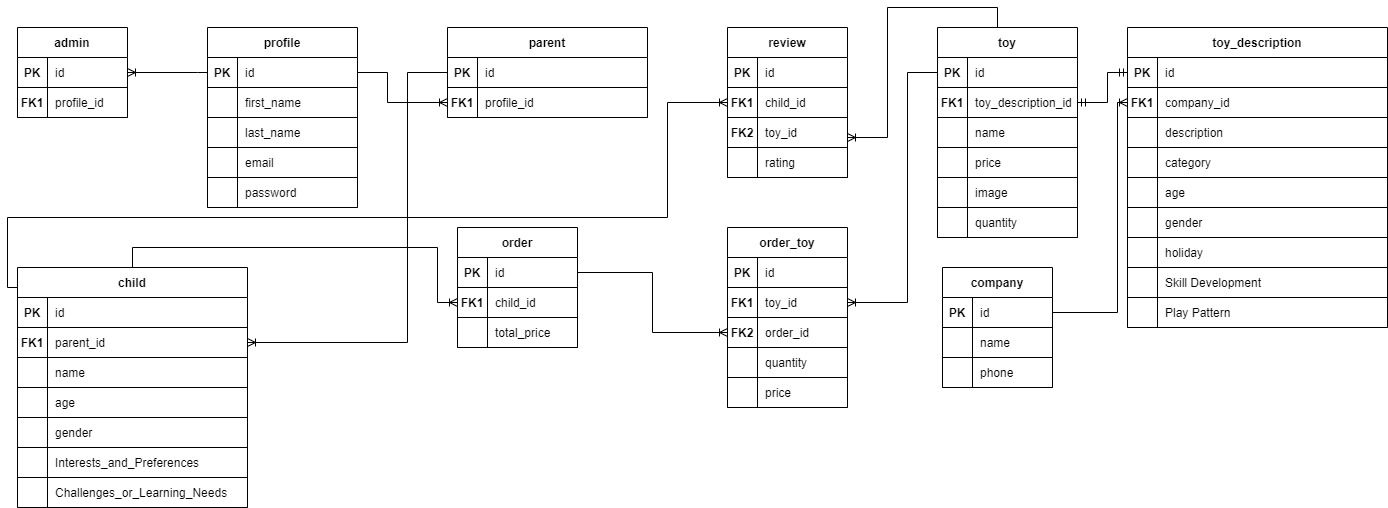 admin
PK id
FK1 profile_id
profile
PK id
first_name
last_name
email
password
parent
PK id
FK1 profile_id
review
PK id
FK1 child_id
FK2 toy_id
rating
toy
PK id
FK1 toy_description_id
name
price
image
quantity
toy_description
PK id
FK1 company_id
description
category
age
gender
holiday
Skill Development
Play Pattern
child
PK id
FK1 parent_id
name
age
gender
Interests_and_Preferences
Challenges_or_Learning_Needs
order
PK id
FK1 child_id
total_price
order_toy
PK id
FK1 toy_id
FK2 order_id
quantity
price
company
PK id
name
phone